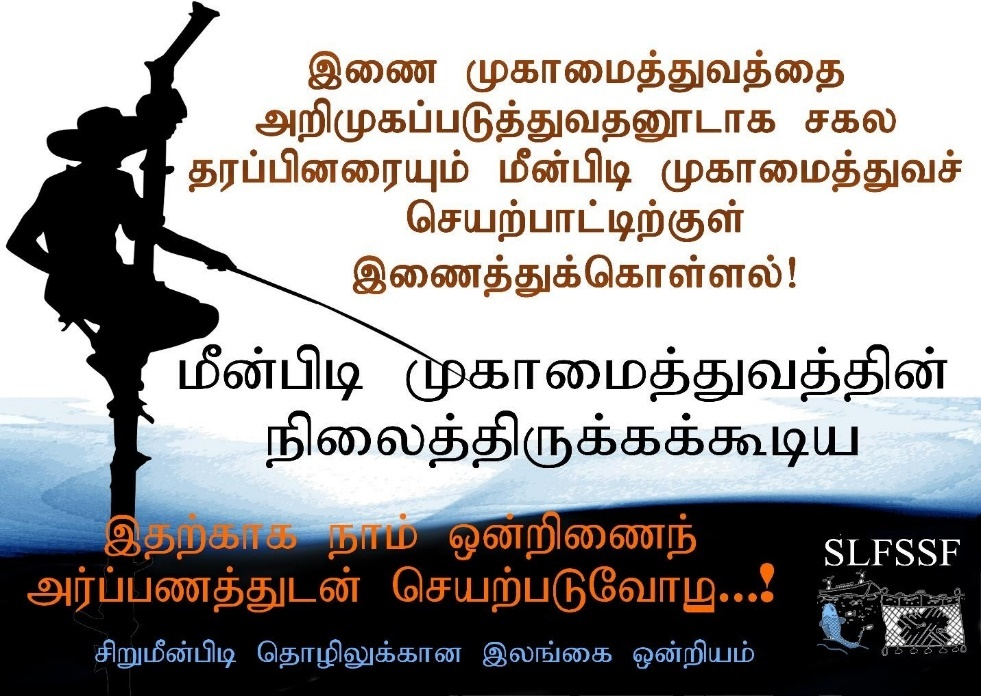 இணை முகாமைத்துவத்தை
அறிமுகப்படுத்துவதனூடாக சகல
தரப்பினரையும் மீன்பிடி முகாமைத்துவச்
செயற்பாட்டிற்குள்
இணைத்துக்கொள்ளல்!
மீன்பிடி முகாமைத்துவத்தின்
நிலைத்திருக்கக்கூடிய
இதற்காக நாம் ஒன்றிணைந்
அர்ப்பணத்துடன் செயற்படுவோமு...!
SLFSSF
சிறுமீன்பிடி தொழிலுக்கான இலங்கை ஒன்றியம்